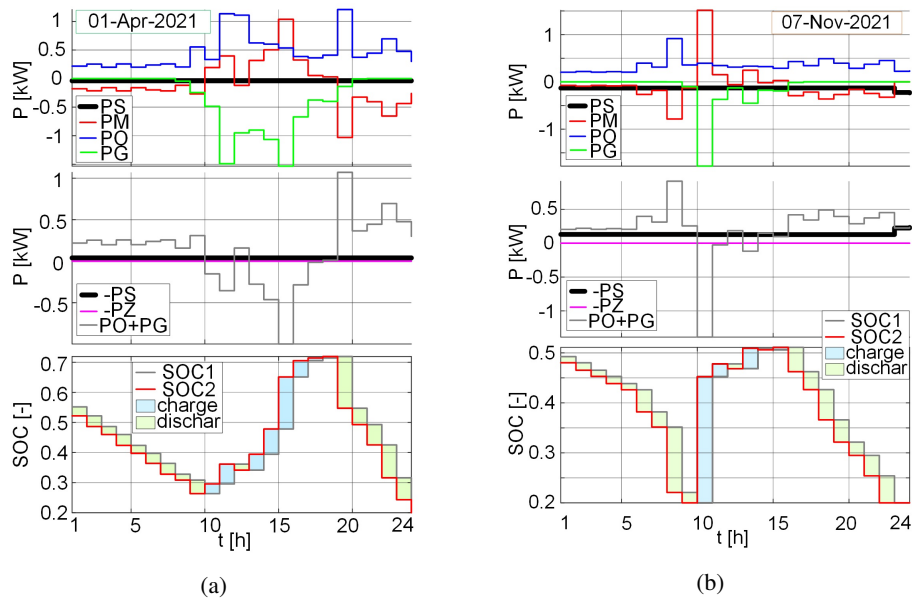 01-Apr-2021
P [kW]
1
0.5
0
-0.5
-1
PS
PM
PO
PG
P [kW]
1
0.5
0
-0.5
-PS
-PZ
PO+PG
SOC [-]
0.7
0.6
0.5
0.4
0.3
0.2
SOC1
SOC2
charge
dischar
1 5 10 15 20 24
t [h]
(a)
07-Nov-2021
P [kW]
1
0
-1
PS
PM
PO
PG
P [kW]
0.5
0
-0.5
-1
-PS
-PZ
PO+PG
SOC [-]
0.5
0.4
0.3
0.2
SOC1
SOC2
charge
dischar
1 5 10 15 20 24
t [h]
(b)